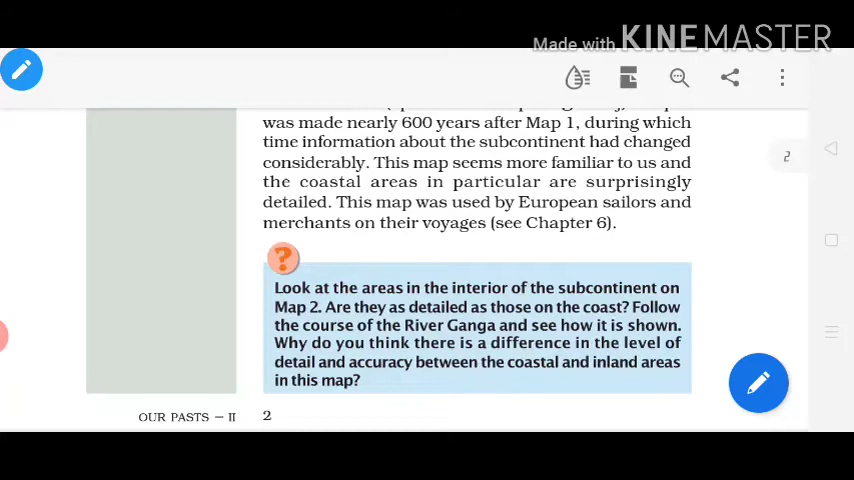 Made with KINEMASTER
was made nearly 600 years after Map 1, during which
time information about the subcontinent had changed
considerably. This map seems more familiar to us and
the coastal areas in particular are surprisingly
detailed. This map was used by European sailors and
merchants on their voyages (see Chapter 6).
?
Look at the areas in the interior of the subcontinent on
Map 2. Are they as detailed as those on the coast? Follow
the course of the River Ganga and see how it is shown.
Why do you think there is a difference in the level of
detail and accuracy between the coastal and inland areas
in this map?
OUR PASTS – II 2
2